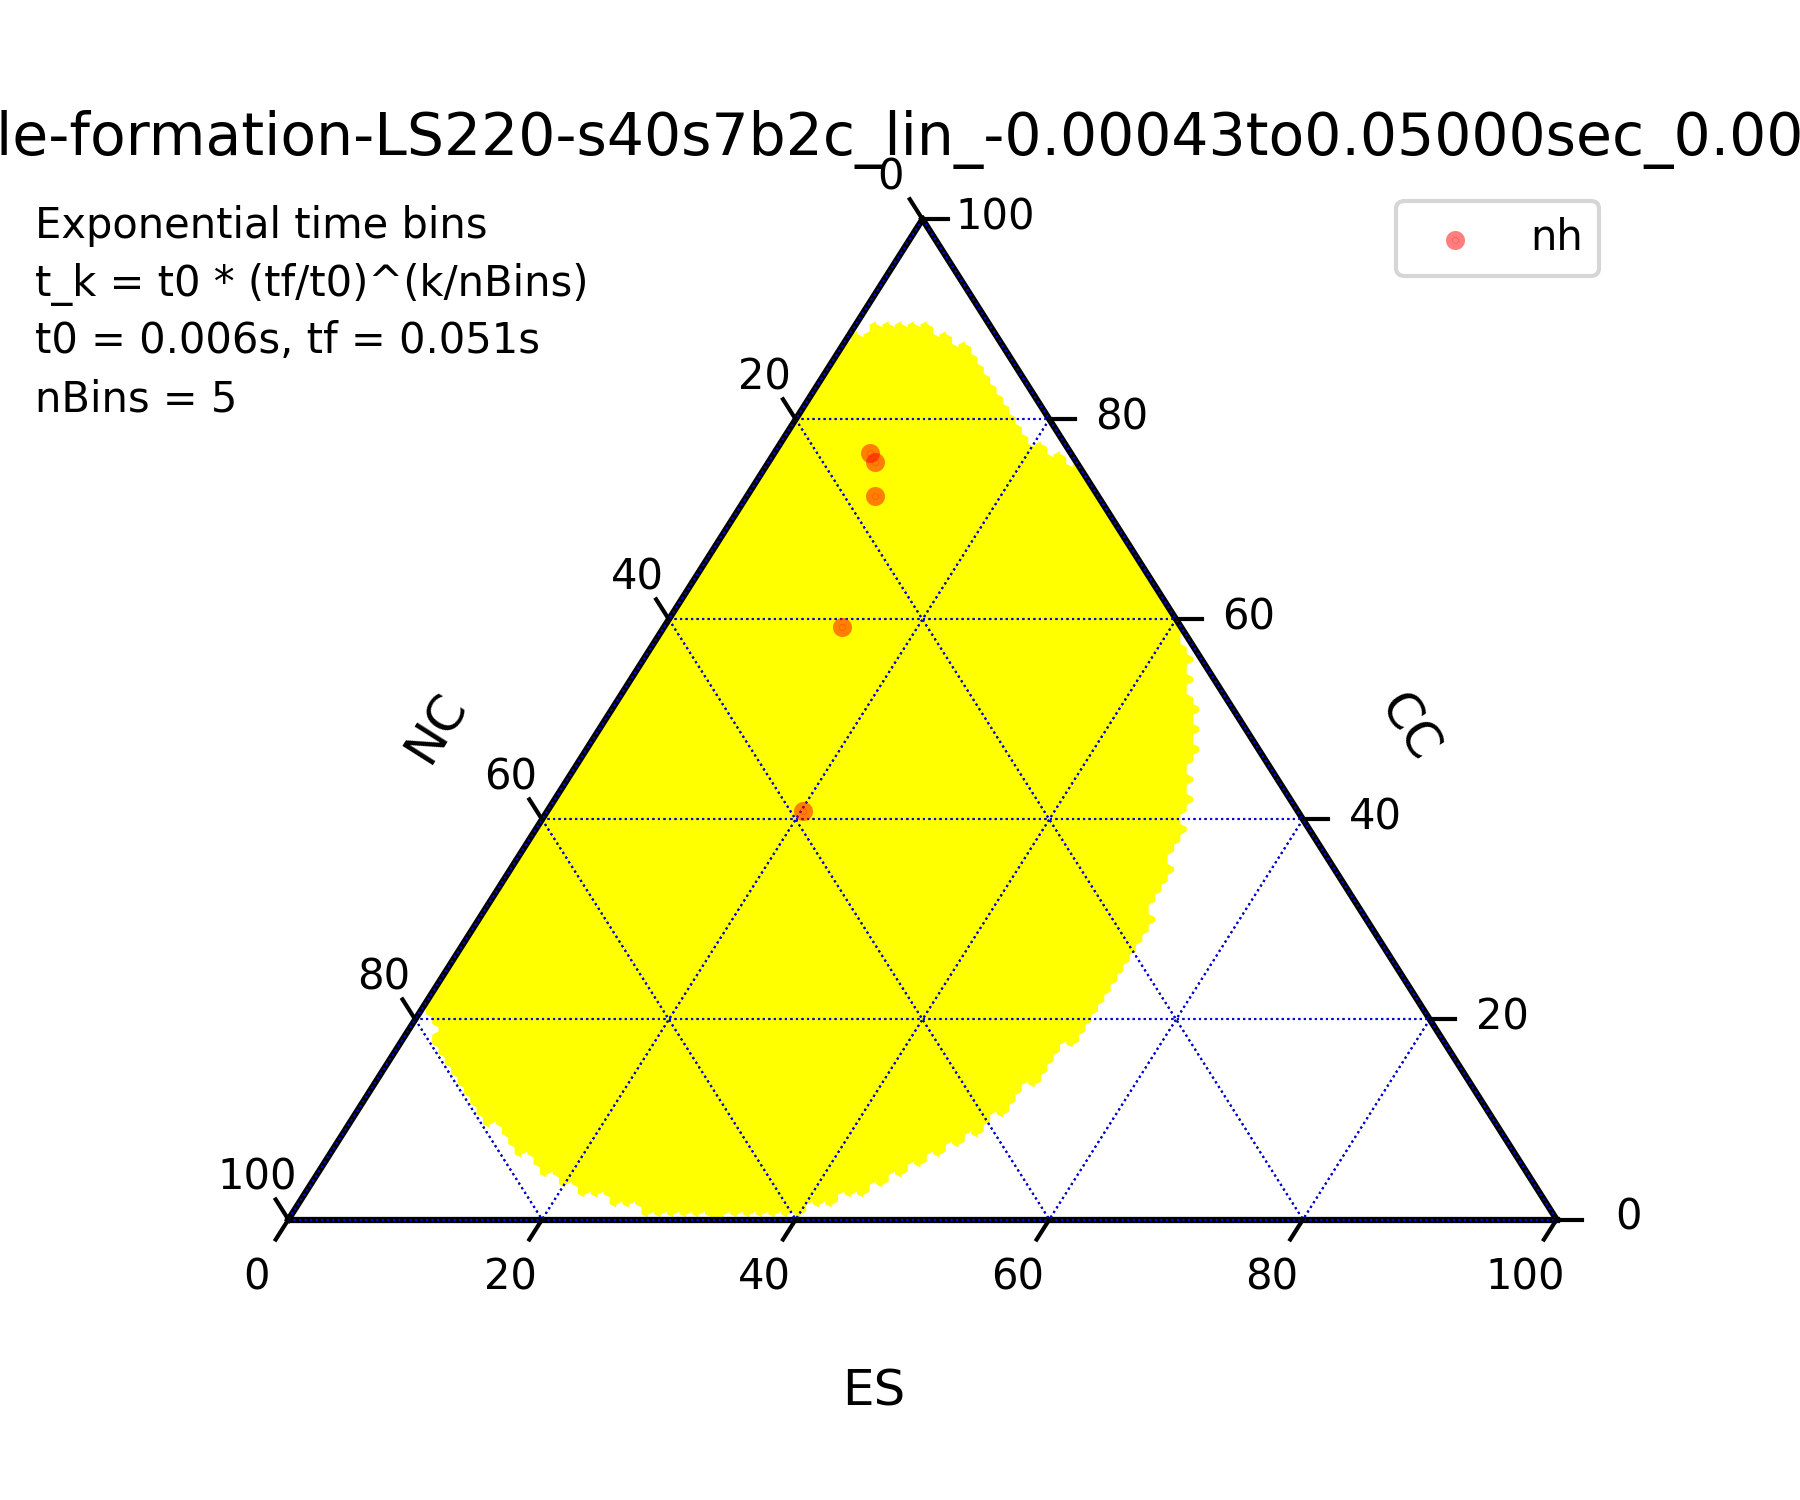 le-formation-LS220-s40s7b2c_lin_-0.00043to0.05000sec_0.00
Exponential time bins
t_k = t0 * (tf/t0)^(k/nBins)
t0 = 0.006s, tf = 0.051s
nBins = 5
nh
0
100
20
80
40
60
NC
CC
60
40
80
20
100
0
0
20
40
60
80
100
ES